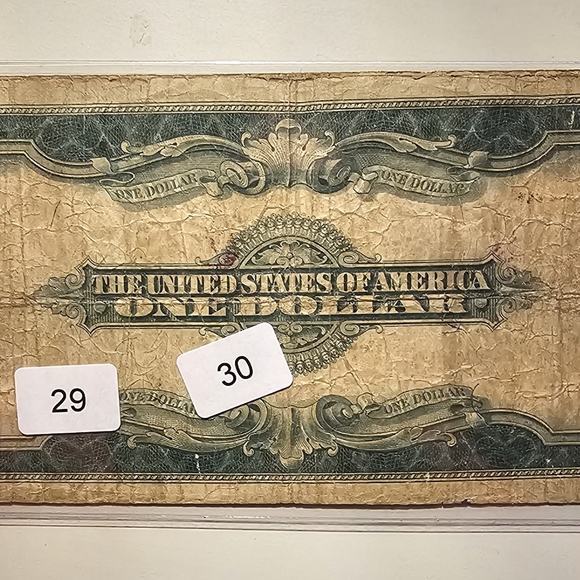 ONE DOLLAR
ONE DOLLAR
THE UNITED STATES OF AMERICA
ONE DOLLAR
29
30
ONE DOLLAR
ONE DOLLAR